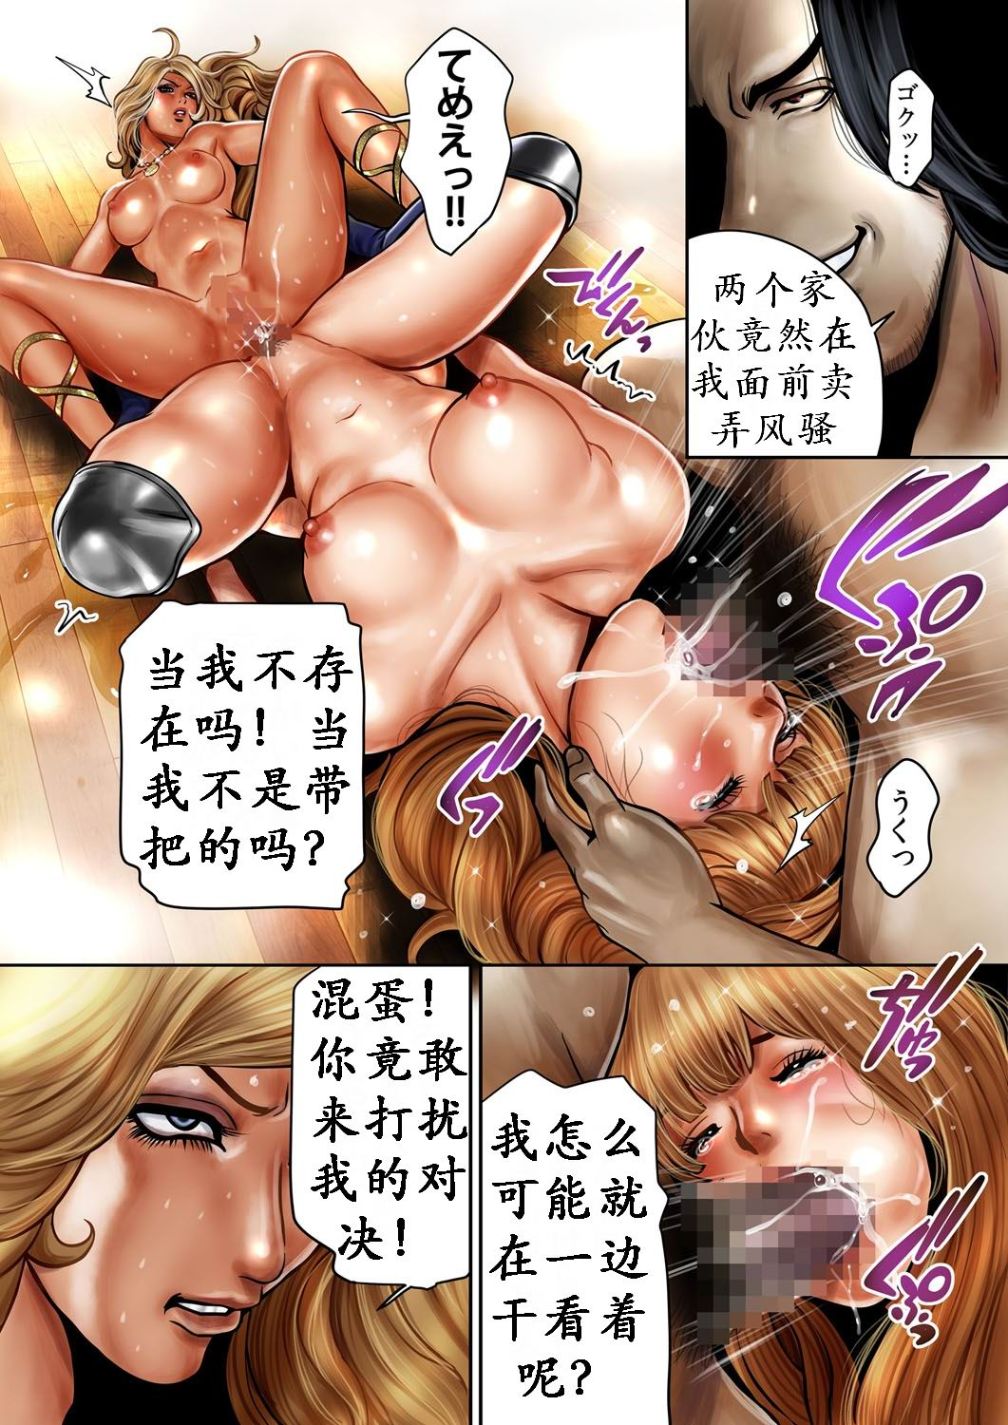 ゴクッ…
两个家
伙竟然在
我面前卖
弄风骚
てめえっ!!
当我不存
在吗！当
我不是带
把的吗？
うくっ
混蛋！
你竟敢
来打扰
我的对
决！
我怎么
可能就
在一边
干看着
呢？